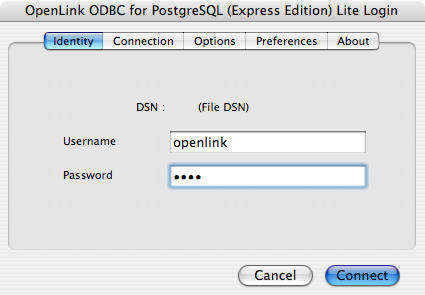 OpenLink ODBC for PostgreSQL (Express Edition) Lite Login
Identity Connection Options Preferences About
DSN : (File DSN)
Username openlink
Password ••••
Cancel Connect